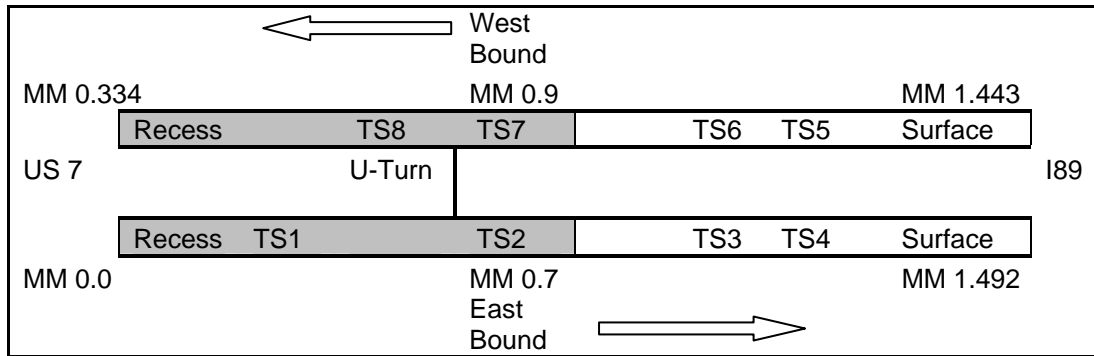 West
Bound
MM 0.334 MM 0.9 MM 1.443
Recess TS8 TS7 TS6 TS5 Surface
US 7 U-Turn I89
Recess TS1 TS2 TS3 TS4 Surface
MM 0.0 MM 0.7 MM 1.492
East
Bound